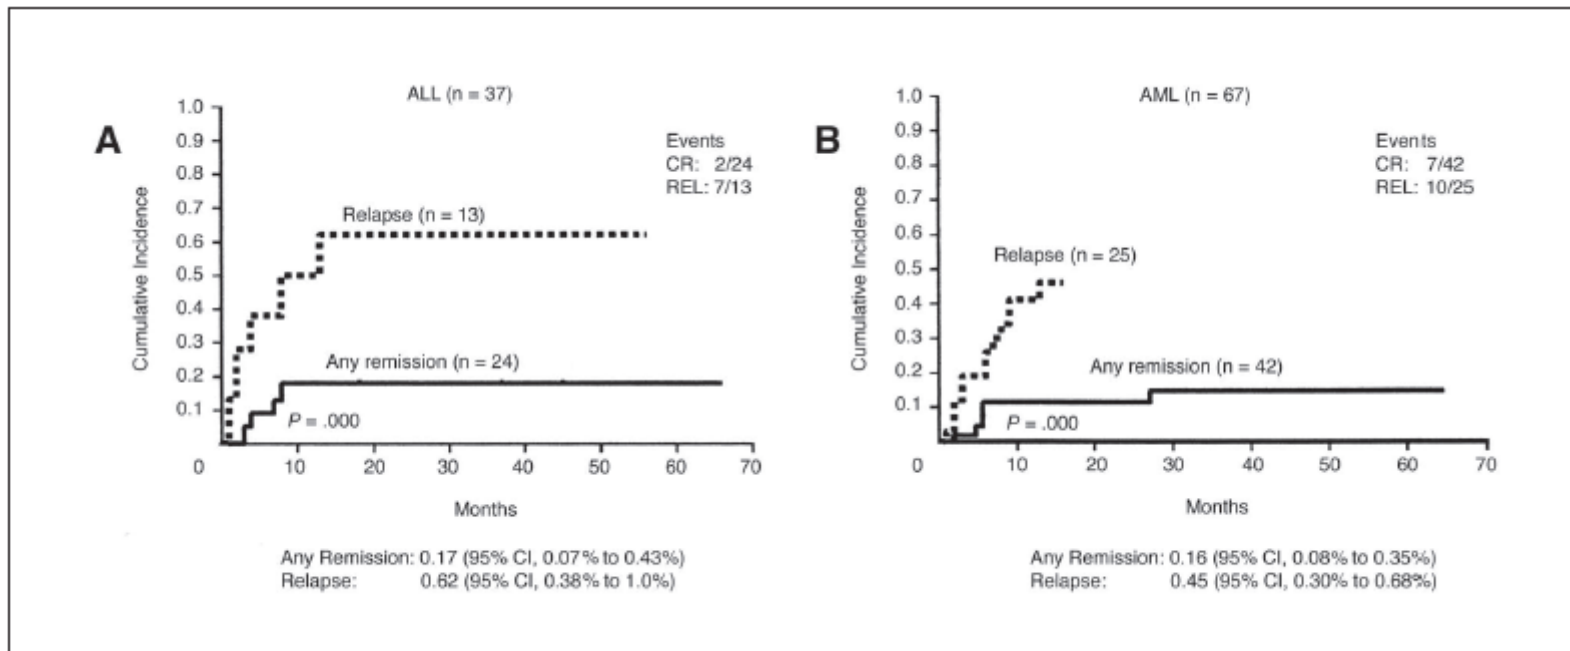 A
ALL (n = 37)
Events
CR: 2/24
REL: 7/13
Relapse (n = 13)
Any remission (n = 24)
P = .000
Cumulative Incidence
1.0
0.9
0.8
0.7
0.6
0.5
0.4
0.3
0.2
0.1
0 10 20 30 40 50 60 70
Months
Any Remission: 0.17 (95% CI, 0.07% to 0.43%)
Relapse: 0.62 (95% CI, 0.38% to 1.0%)
B
AML (n = 67)
Events
CR: 7/42
REL: 10/25
Relapse (n = 25)
Any remission (n = 42)
P = .000
Cumulative Incidence
1.0
0.9
0.8
0.7
0.6
0.5
0.4
0.3
0.2
0.1
0 10 20 30 40 50 60 70
Months
Any Remission: 0.16 (95% CI, 0.08% to 0.35%)
Relapse: 0.45 (95% CI, 0.30% to 0.68%)